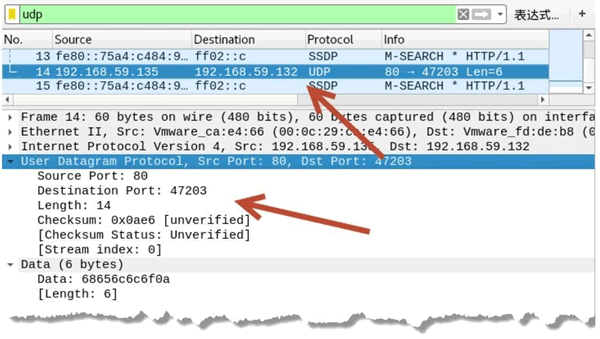 udp
表达式…
+
No. Source Destination Protocol Info
13 fe80::75a4:c484:9… ff02::c SSDP M-SEARCH * HTTP/1.1
14 192.168.59.135 192.168.59.132 UDP 80 → 47203 Len=6
15 fe80::75a4:c484:9… ff02::c SSDP M-SEARCH * HTTP/1.1
Frame 14: 60 bytes on wire (480 bits), 60 bytes captured (480 bits) on interfa
Ethernet II, Src: Vmware_ca:e4:66 (00:0c:29: :e4:66), Dst: Vmware_fd:de:b8 (0
Internet Protocol Version 4, Src: 192.168.59.13 , Dst: 192.168.59.132
User Datagram Protocol, Src Port: 80, Dst Port: 47203
Source Port: 80
Destination Port: 47203
Length: 14
Checksum: 0x0ae6 [unverified]
[Checksum Status: Unverified]
[Stream index: 0]
Data (6 bytes)
Data: 68656c6c6f0a
[Length: 6]